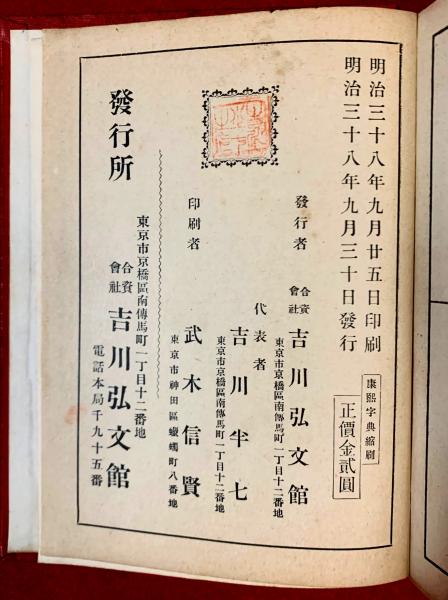 明治三十八年九月廿五日印刷
明治三十八年九月三十日發行
康熙字典縮刷
正價金貳圓
發行者
合資會社
吉川弘文館
東京市京橋區南傳馬町一丁目十二番地
代表者
吉川半七
東京市京橋區南傳馬町一丁目十二番地
印刷者
武木信賢
東京市神田區蠟燭町八番地
發行所
東京市京橋區南傳馬町一丁目十二番地
合資會社
吉川弘文館
電話本局千九十五番